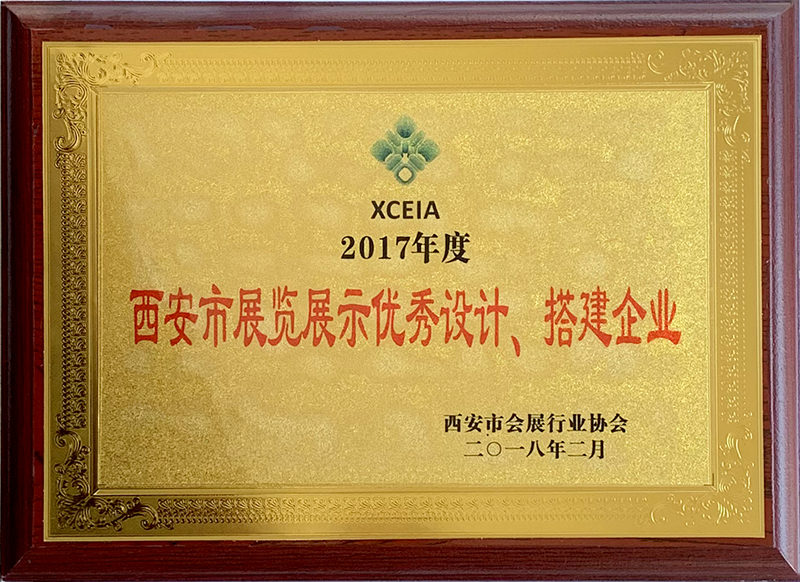 XCEIA
2017年度
西安市展览展示优秀设计、搭建企业
西安市会展行业协会
二〇一八年二月